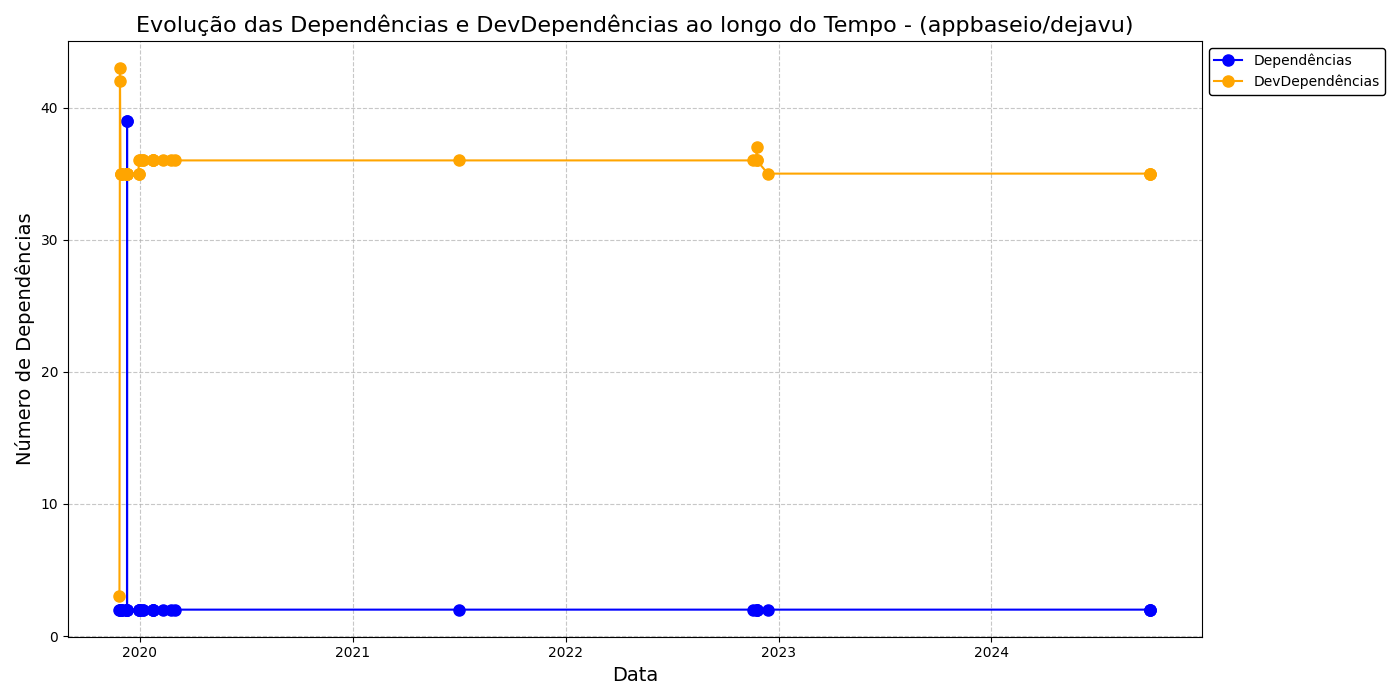 Evolução das Dependências e DevDependências ao longo do Tempo - (appbaseio/dejavu)
Dependências
DevDependências
Número de Dependências
40
30
20
10
0
2020
2021
2022
2023
2024
Data